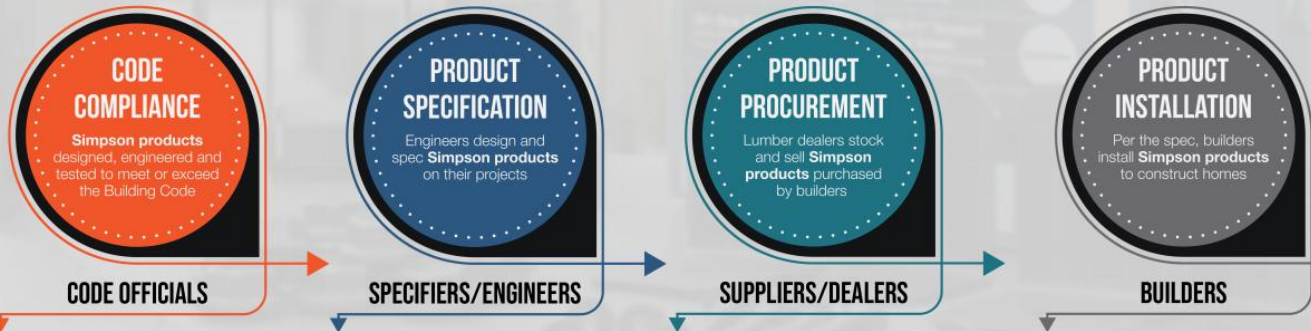 CODE
COMPLIANCE
Simpson products
designed, engineered and
tested to meet or exceed
the Building Code
CODE OFFICIALS
PRODUCT
SPECIFICATION
Engineers design and
spec Simpson products
on their projects
SPECIFIERS/ENGINEERS
PRODUCT
PROCUREMENT
Lumber dealers stock
and sell Simpson
products purchased
by builders
SUPPLIERS/DEALERS
PRODUCT
INSTALLATION
Per the spec, builders
install Simpson products
to construct homes
BUILDERS